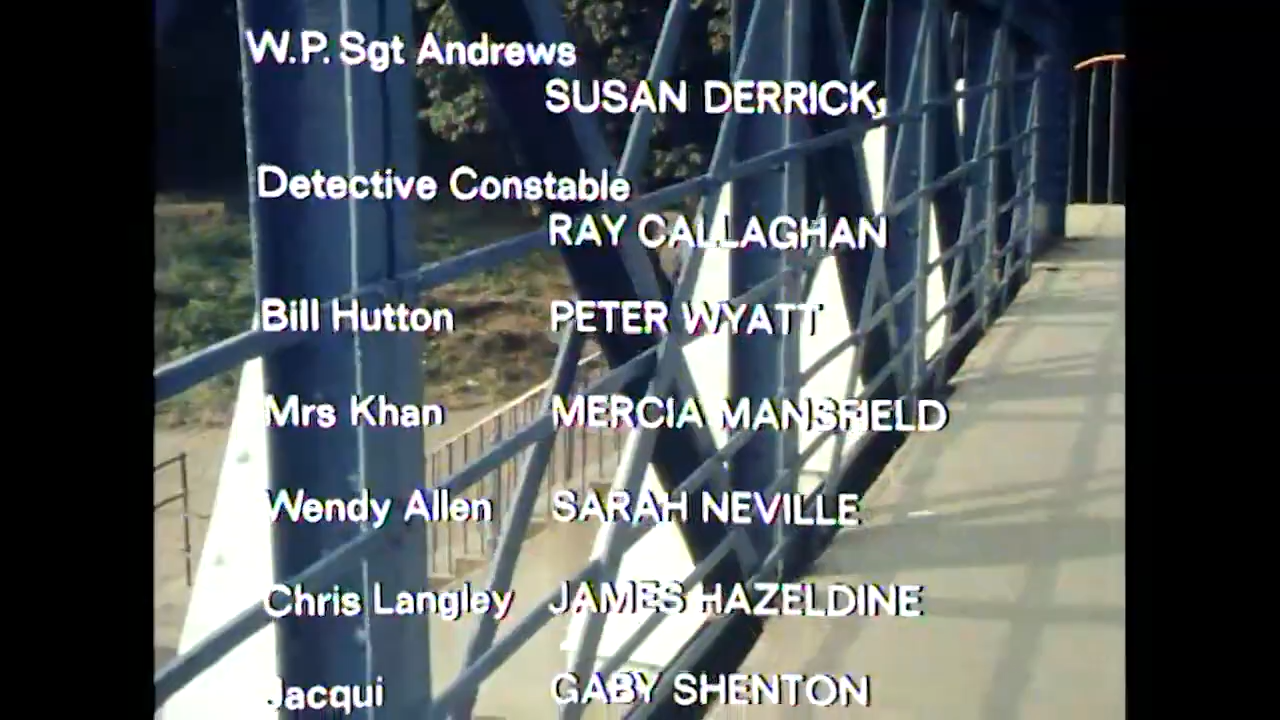 W.P. Sgt Andrews
SUSAN DERRICK
Detective Constable
RAY CALLAGHAN
Bill Hutton PETER WYATT
Mrs Khan MERCIA MANSFIELD
Wendy Allen SARAH NEVILLE
Chris Langley JAMES HAZELDINE
Jacqui GABY SHENTON